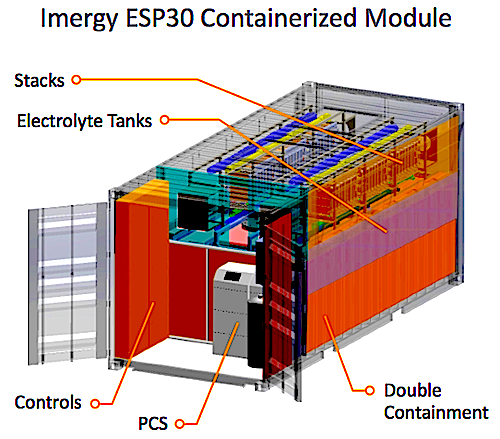 Imergy ESP30 Containerized Module
Stacks
Electrolyte Tanks
Controls
PCS
Double
Containment